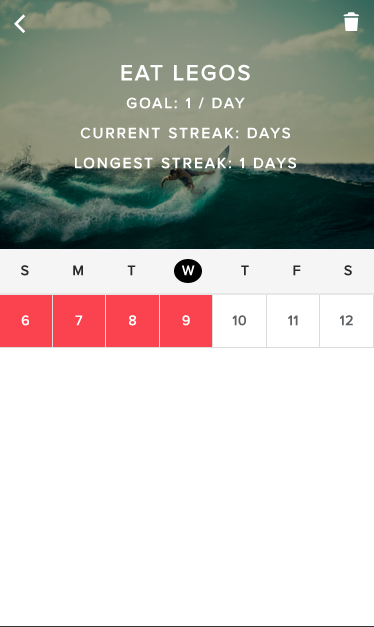 EAT LEGOS
GOAL: 1 / DAY
CURRENT STREAK: DAYS
LONGEST STREAK: 1 DAYS
S M T W T F S
6 7 8 9 10 11 12